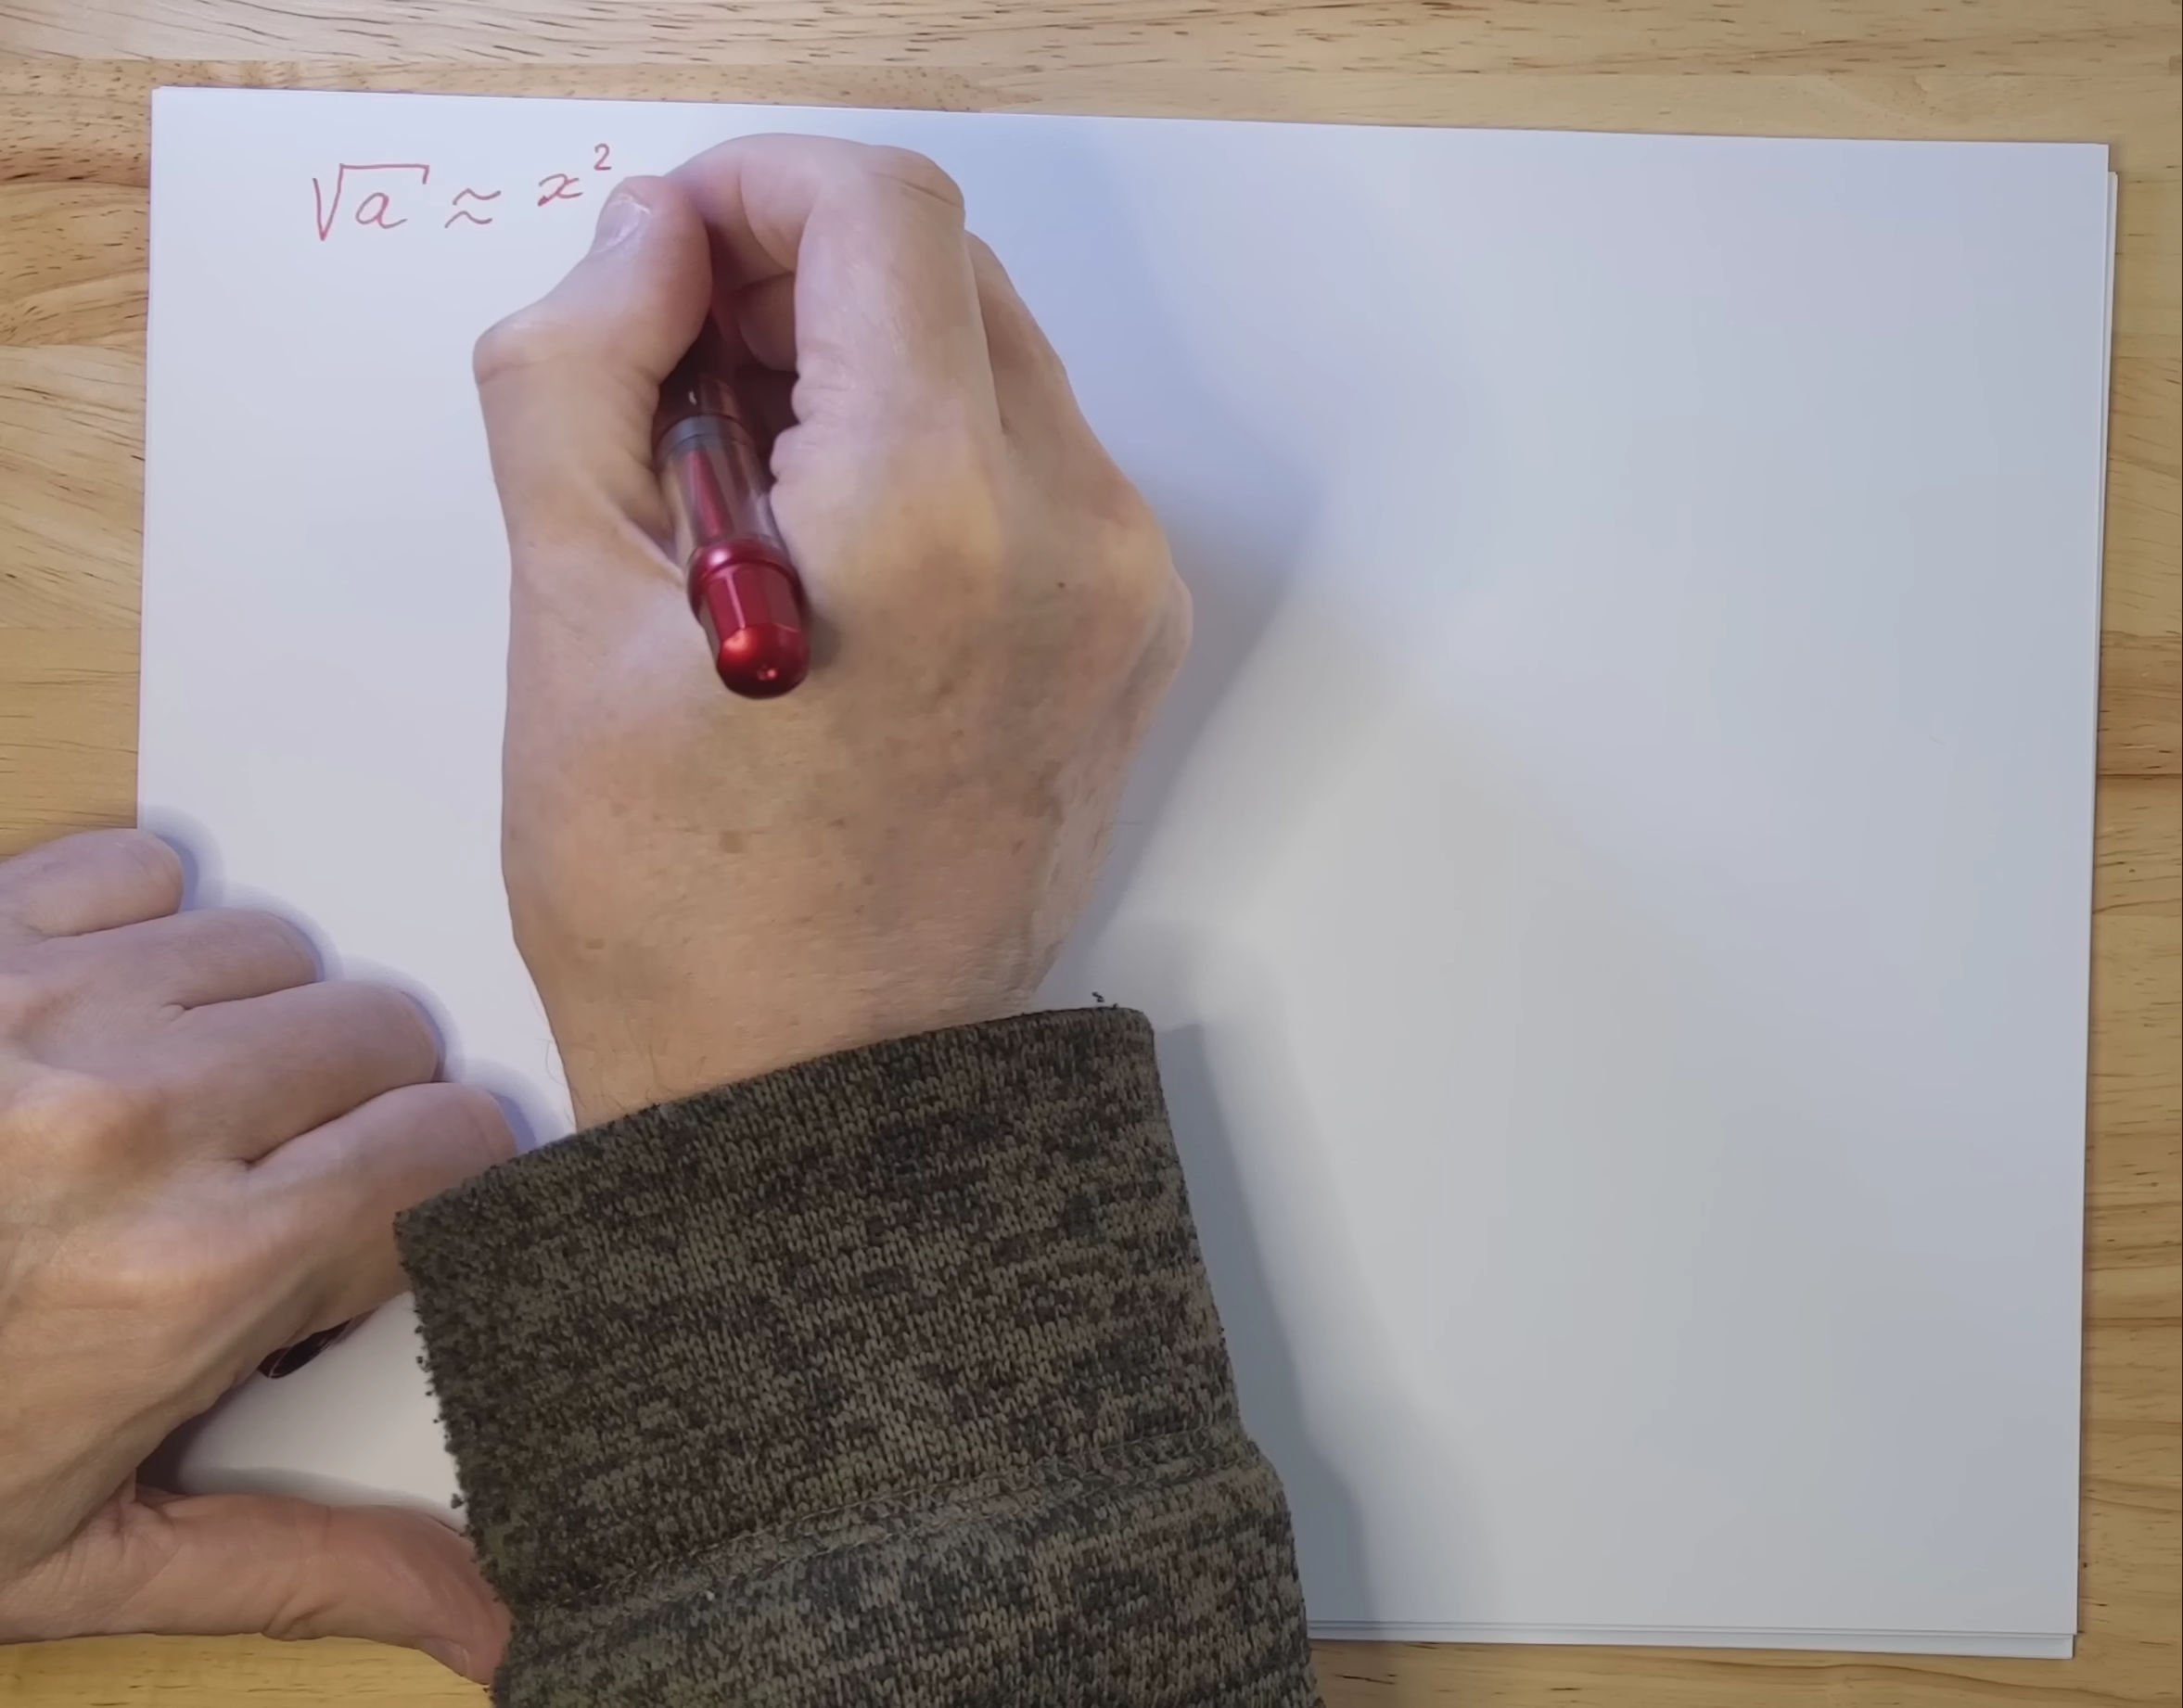 √a ≈ x²